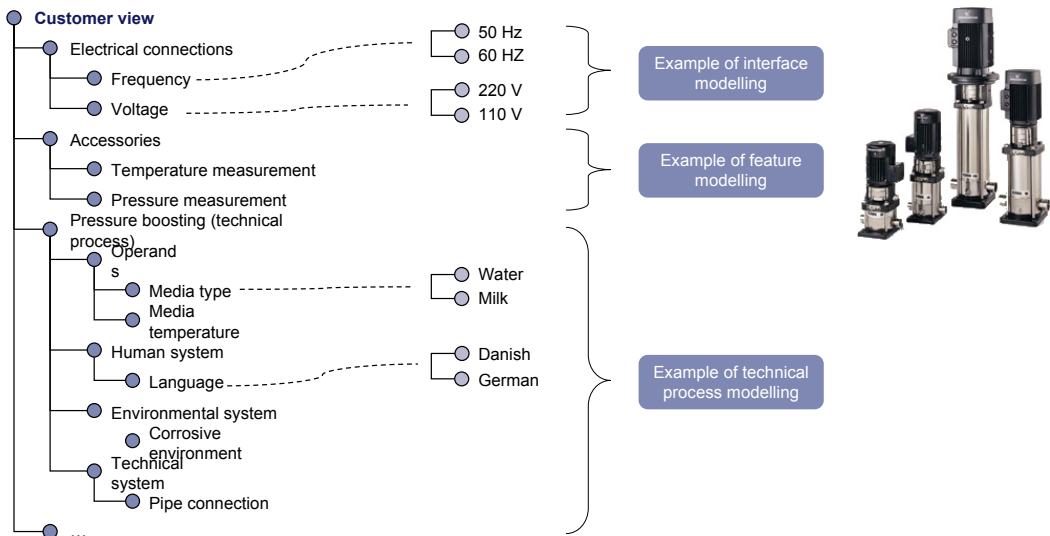 Customer view
Electrical connections
Frequency
Voltage
50 Hz
60 HZ
220 V
110 V
Example of interface
modelling
Accessories
Temperature measurement
Pressure measurement
Example of feature
modelling
Pressure boosting (technical
process)
Operand
s
Media type
Media
temperature
Water
Milk
Human system
Language
Danish
German
Example of technical
process modelling
Environmental system
Corrosive
environment
Technical
system
Pipe connection
...